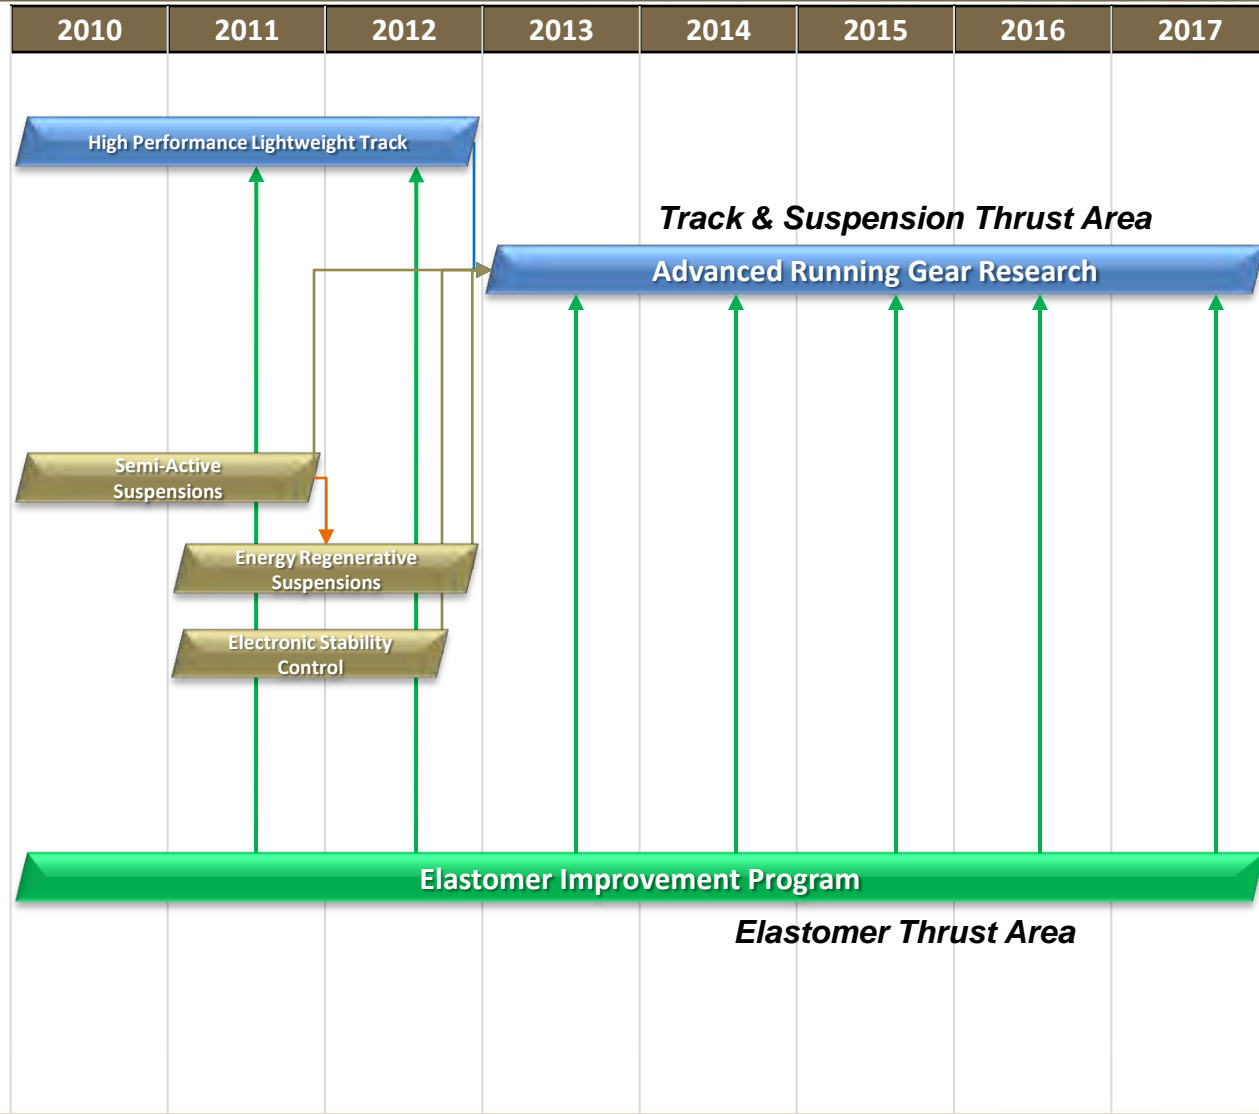 2010 2011 2012 2013 2014 2015 2016 2017
High Performance Lightweight Track
Track & Suspension Thrust Area
Advanced Running Gear Research
Semi-Active
Suspensions
Energy Regenerative
Suspensions
Electronic Stability
Control
Elastomer Improvement Program
Elastomer Thrust Area